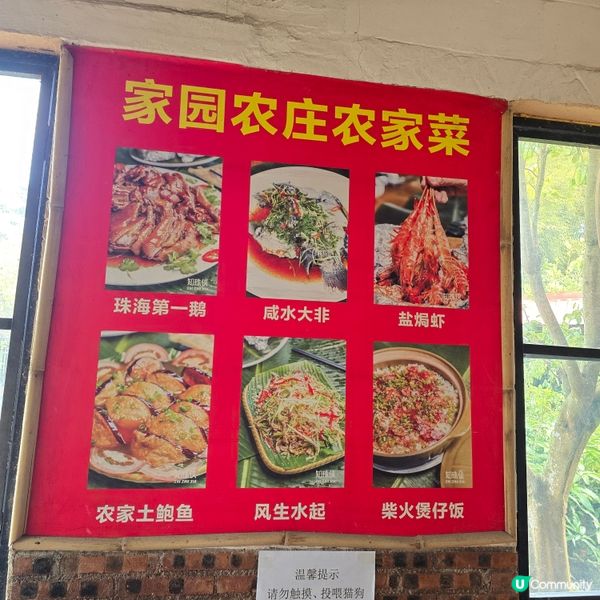 家园农庄农家菜
珠海第一鹅
咸水大非
盐焗虾
农家土鲍鱼
风生水起
柴火煲仔饭
温馨提示
请勿触摸、投喂猫狗
U Community